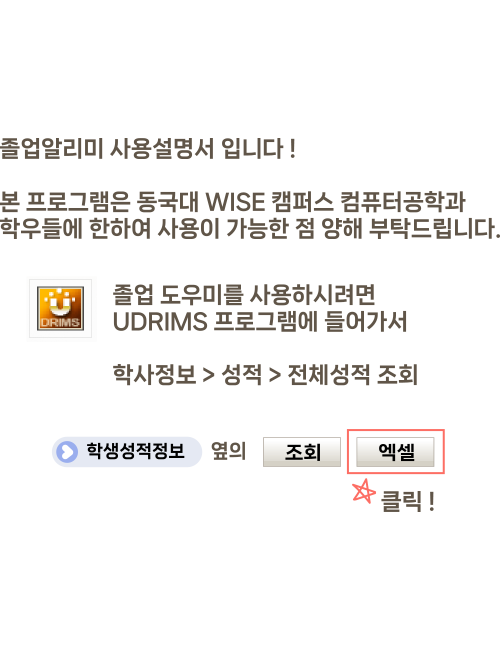 졸업알리미 사용설명서 입니다 !
본 프로그램은 동국대 WISE 캠퍼스 컴퓨터공학과
학우들에 한하여 사용이 가능한 점 양해 부탁드립니다.
졸업 도우미를 사용하시려면
UDRIMS 프로그램에 들어가서
DRIMS
학사정보 > 성적 > 전체성적 조회
학생성적정보 옆의 조회 엑셀
클릭 !